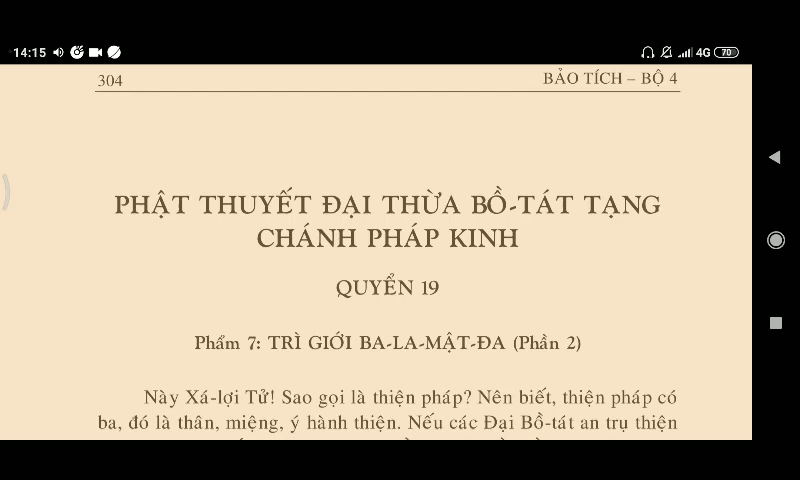 14:15 4G 70
304 BẢO TÍCH – BỘ 4
PHẬT THUYẾT ĐẠI THỪA BỒ-TÁT TẠNG
CHÁNH PHÁP KINH
QUYỂN 19
Phẩm 7: TRÌ GIỚI BA-LA-MẬT-ĐA (Phần 2)
Này Xá-lợi Tử! Sao gọi là thiện pháp? Nên biết, thiện pháp có
ba, đó là thân, miệng, ý hành thiện. Nếu các Đại Bồ-tát an trụ thiện